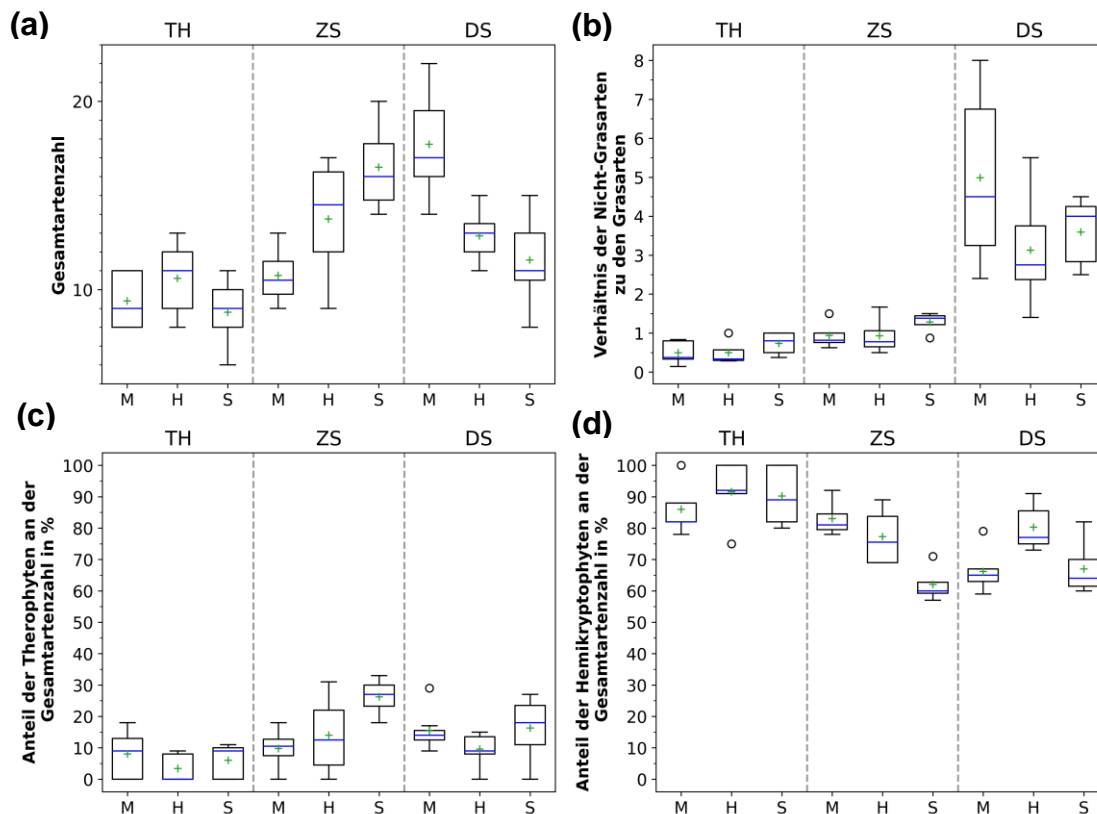 (a)
TH ZS DS
Gesamtartenzahl
20
10
M H S M H S M H S
(b)
TH ZS DS
Verhältnis der Nicht-Grasarten
zu den Grasarten
8
7
6
5
4
3
2
1
0
M H S M H S M H S
(c)
TH ZS DS
Anteil der Therophyten an der
Gesamtartenzahl in %
100
90
80
70
60
50
40
30
20
10
0
M H S M H S M H S
(d)
TH ZS DS
Anteil der Hemikryptophyten an der
Gesamtartenzahl in %
100
90
80
70
60
50
40
30
20
10
0
M H S M H S M H S